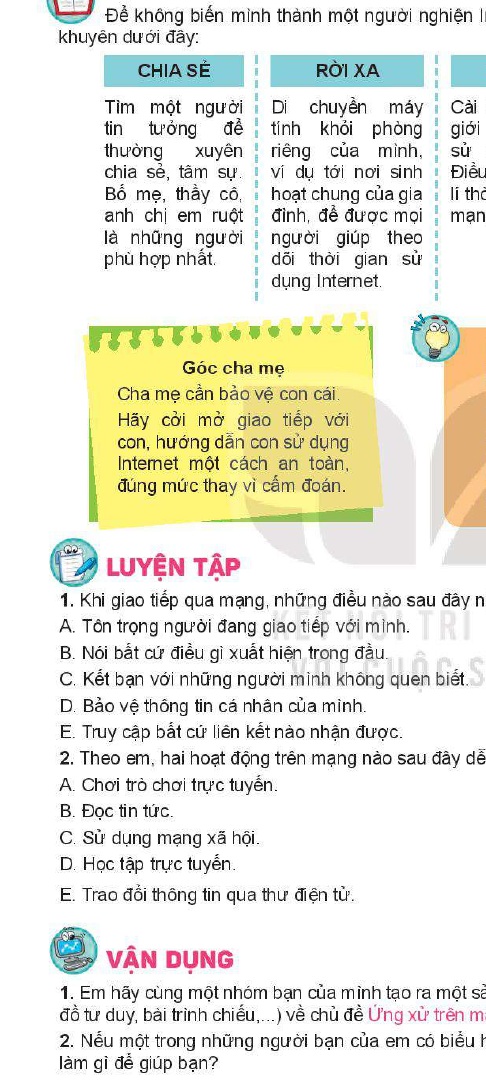 Để không biến mình thành một người nghiện
khuyên dưới đây:
CHIA SẺ
Tìm một người
tin tưởng để
thường xuyên
chia sẻ, tâm sự.
Bố mẹ, thầy cô,
anh chị em ruột
là những người
phù hợp nhất.
RỜI XA
Di chuyển máy
tính khỏi phòng
riêng của mình,
ví dụ tới nơi sinh
hoạt chung của gia
đình, để được mọi
người giúp theo
dõi thời gian sử
dụng Internet.
Cài
giới
sử
Điều
lí thờ
mạn
Góc cha mẹ
Cha mẹ cần bảo vệ con cái.
Hãy cởi mở giao tiếp với
con, hướng dẫn con sử dụng
Internet một cách an toàn,
đúng mức thay vì cấm đoán.
LUYỆN TẬP
1. Khi giao tiếp qua mạng, những điều nào sau đây n
A. Tôn trọng người đang giao tiếp với mình.
B. Nói bất cứ điều gì xuất hiện trong đầu.
C. Kết bạn với những người mình không quen biết.
D. Bảo vệ thông tin cá nhân của mình.
E. Truy cập bất cứ liên kết nào nhận được.
2. Theo em, hai hoạt động trên mạng nào sau đây dễ
A. Chơi trò chơi trực tuyến.
B. Đọc tin tức.
C. Sử dụng mạng xã hội.
D. Học tập trực tuyến.
E. Trao đổi thông tin qua thư điện tử.
KẾT NỐI TRI
VỚI CUỘC S
VẬN DỤNG
1. Em hãy cùng một nhóm bạn của mình tạo ra một sả
đồ tư duy, bài trình chiếu,...) về chủ đề Ứng xử trên m
2. Nếu một trong những người bạn của em có biểu h
làm gì để giúp bạn?